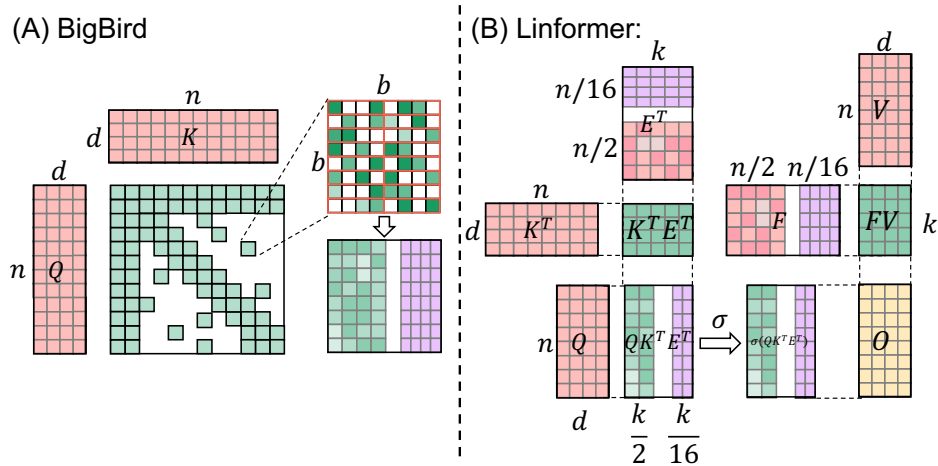 (A) BigBird
n
d
K
d
n
Q
b
b
(B) Linformer:
k
n/16
E^T
n/2
n
d
K^T
K^T E^T
d
n
V
n/2 n/16
F
FV
k
n
Q
d
QK^T E^T
k/2
k/16
σ
σ(QK^T E^T)
O